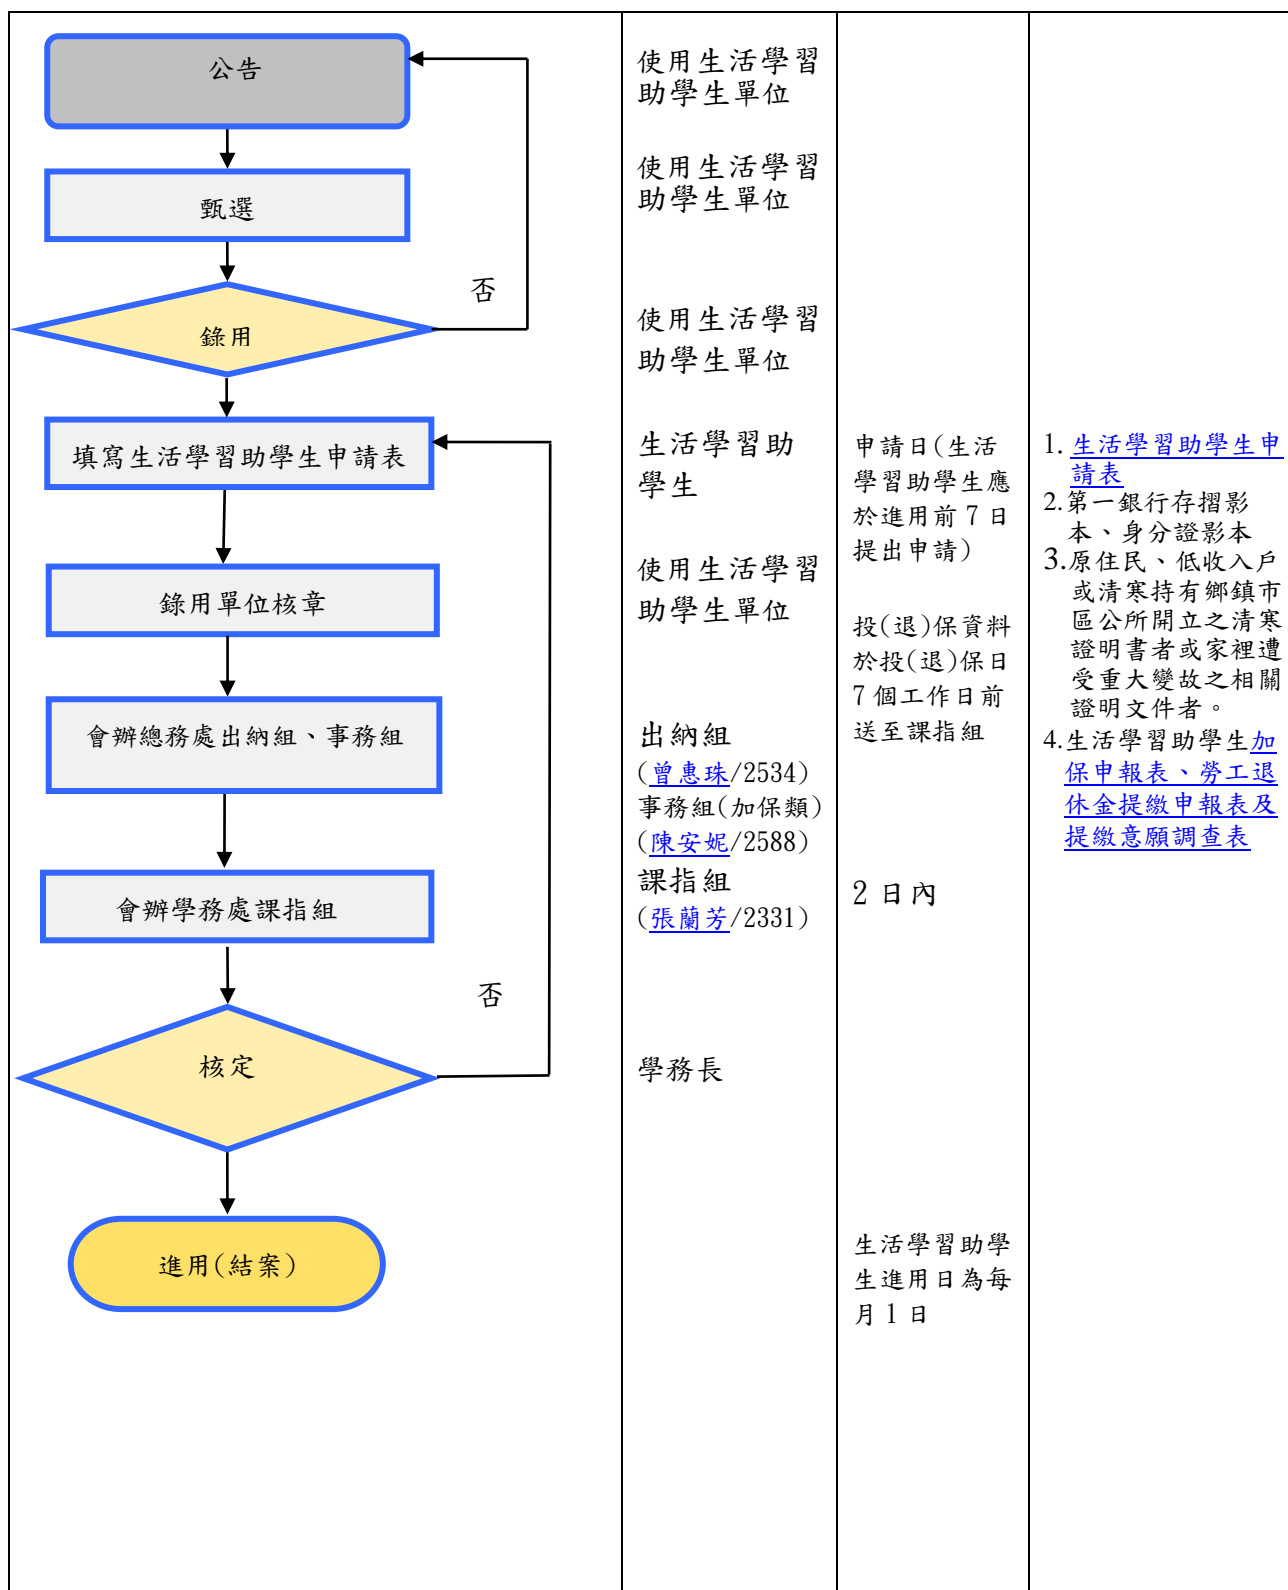 公告
甄選
否
錄用
填寫生活學習助學生申請表
錄用單位核章
會辦總務處出納組、事務組
會辦學務處課指組
否
核定
進用(結案)
使用生活學習
助學生單位
使用生活學習
助學生單位
使用生活學習
助學生單位
生活學習助
學生
使用生活學習
助學生單位
出納組
(曾惠珠/2534)
事務組(加保類)
(陳安妮/2588)
課指組
(張蘭芳/2331)
學務長
申請日(生活
學習助學生應
於進用前 7 日
提出申請)
投(退)保資料
於投(退)保日
7 個工作日前
送至課指組
2 日內
生活學習助學
生進用日為每
月 1 日
1. 生活學習助學生申
請表
2.第一銀行存摺影
本、身分證影本
3.原住民、低收入戶
或清寒持有鄉鎮市
區公所開立之清寒
證明書者或家裡遭
受重大變故之相關
證明文件者。
4.生活學習助學生加
保申報表、勞工退
休金提繳申報表及
提繳意願調查表